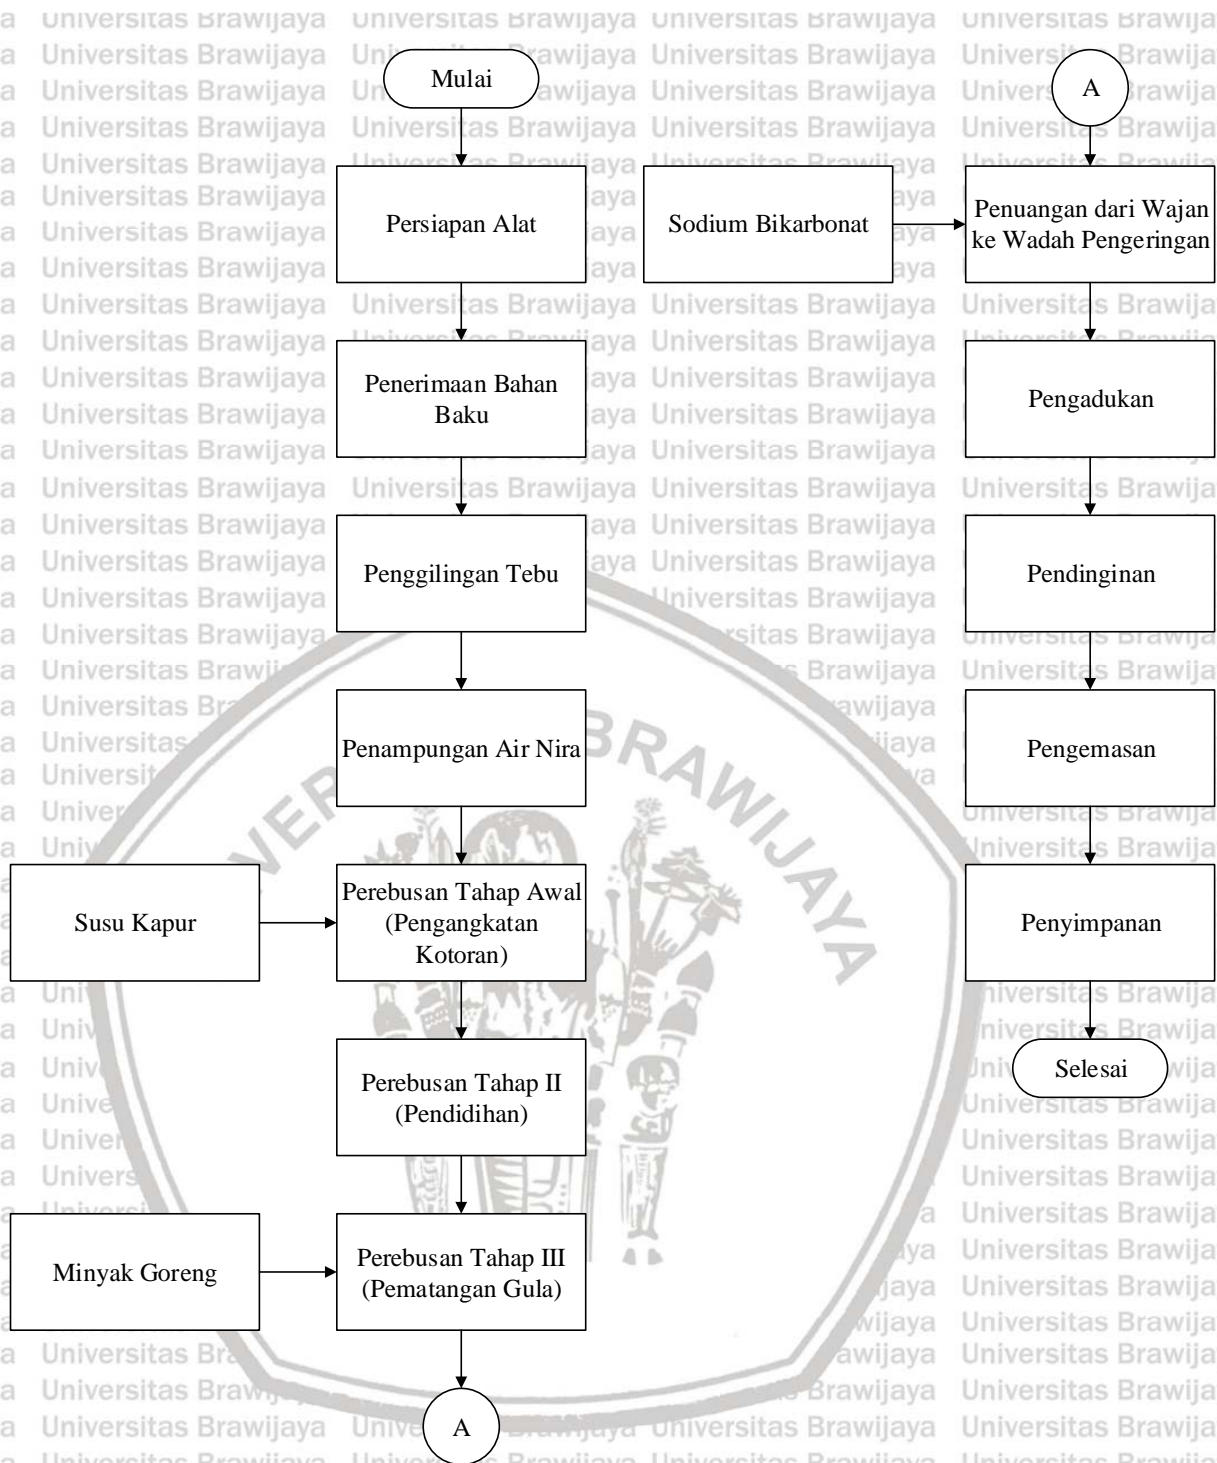 Mulai
Persiapan Alat
Penerimaan Bahan
Baku
Penggilingan Tebu
Penampungan Air Nira
Susu Kapur
Perebusan Tahap Awal
(Pengangkatan
Kotoran)
Perebusan Tahap II
(Pendidihan)
Minyak Goreng
Perebusan Tahap III
(Pematangan Gula)
A
A
Sodium Bikarbonat
Penuangan dari Wajan
ke Wadah Pengeringan
Pengadukan
Pendinginan
Pengemasan
Penyimpanan
Selesai